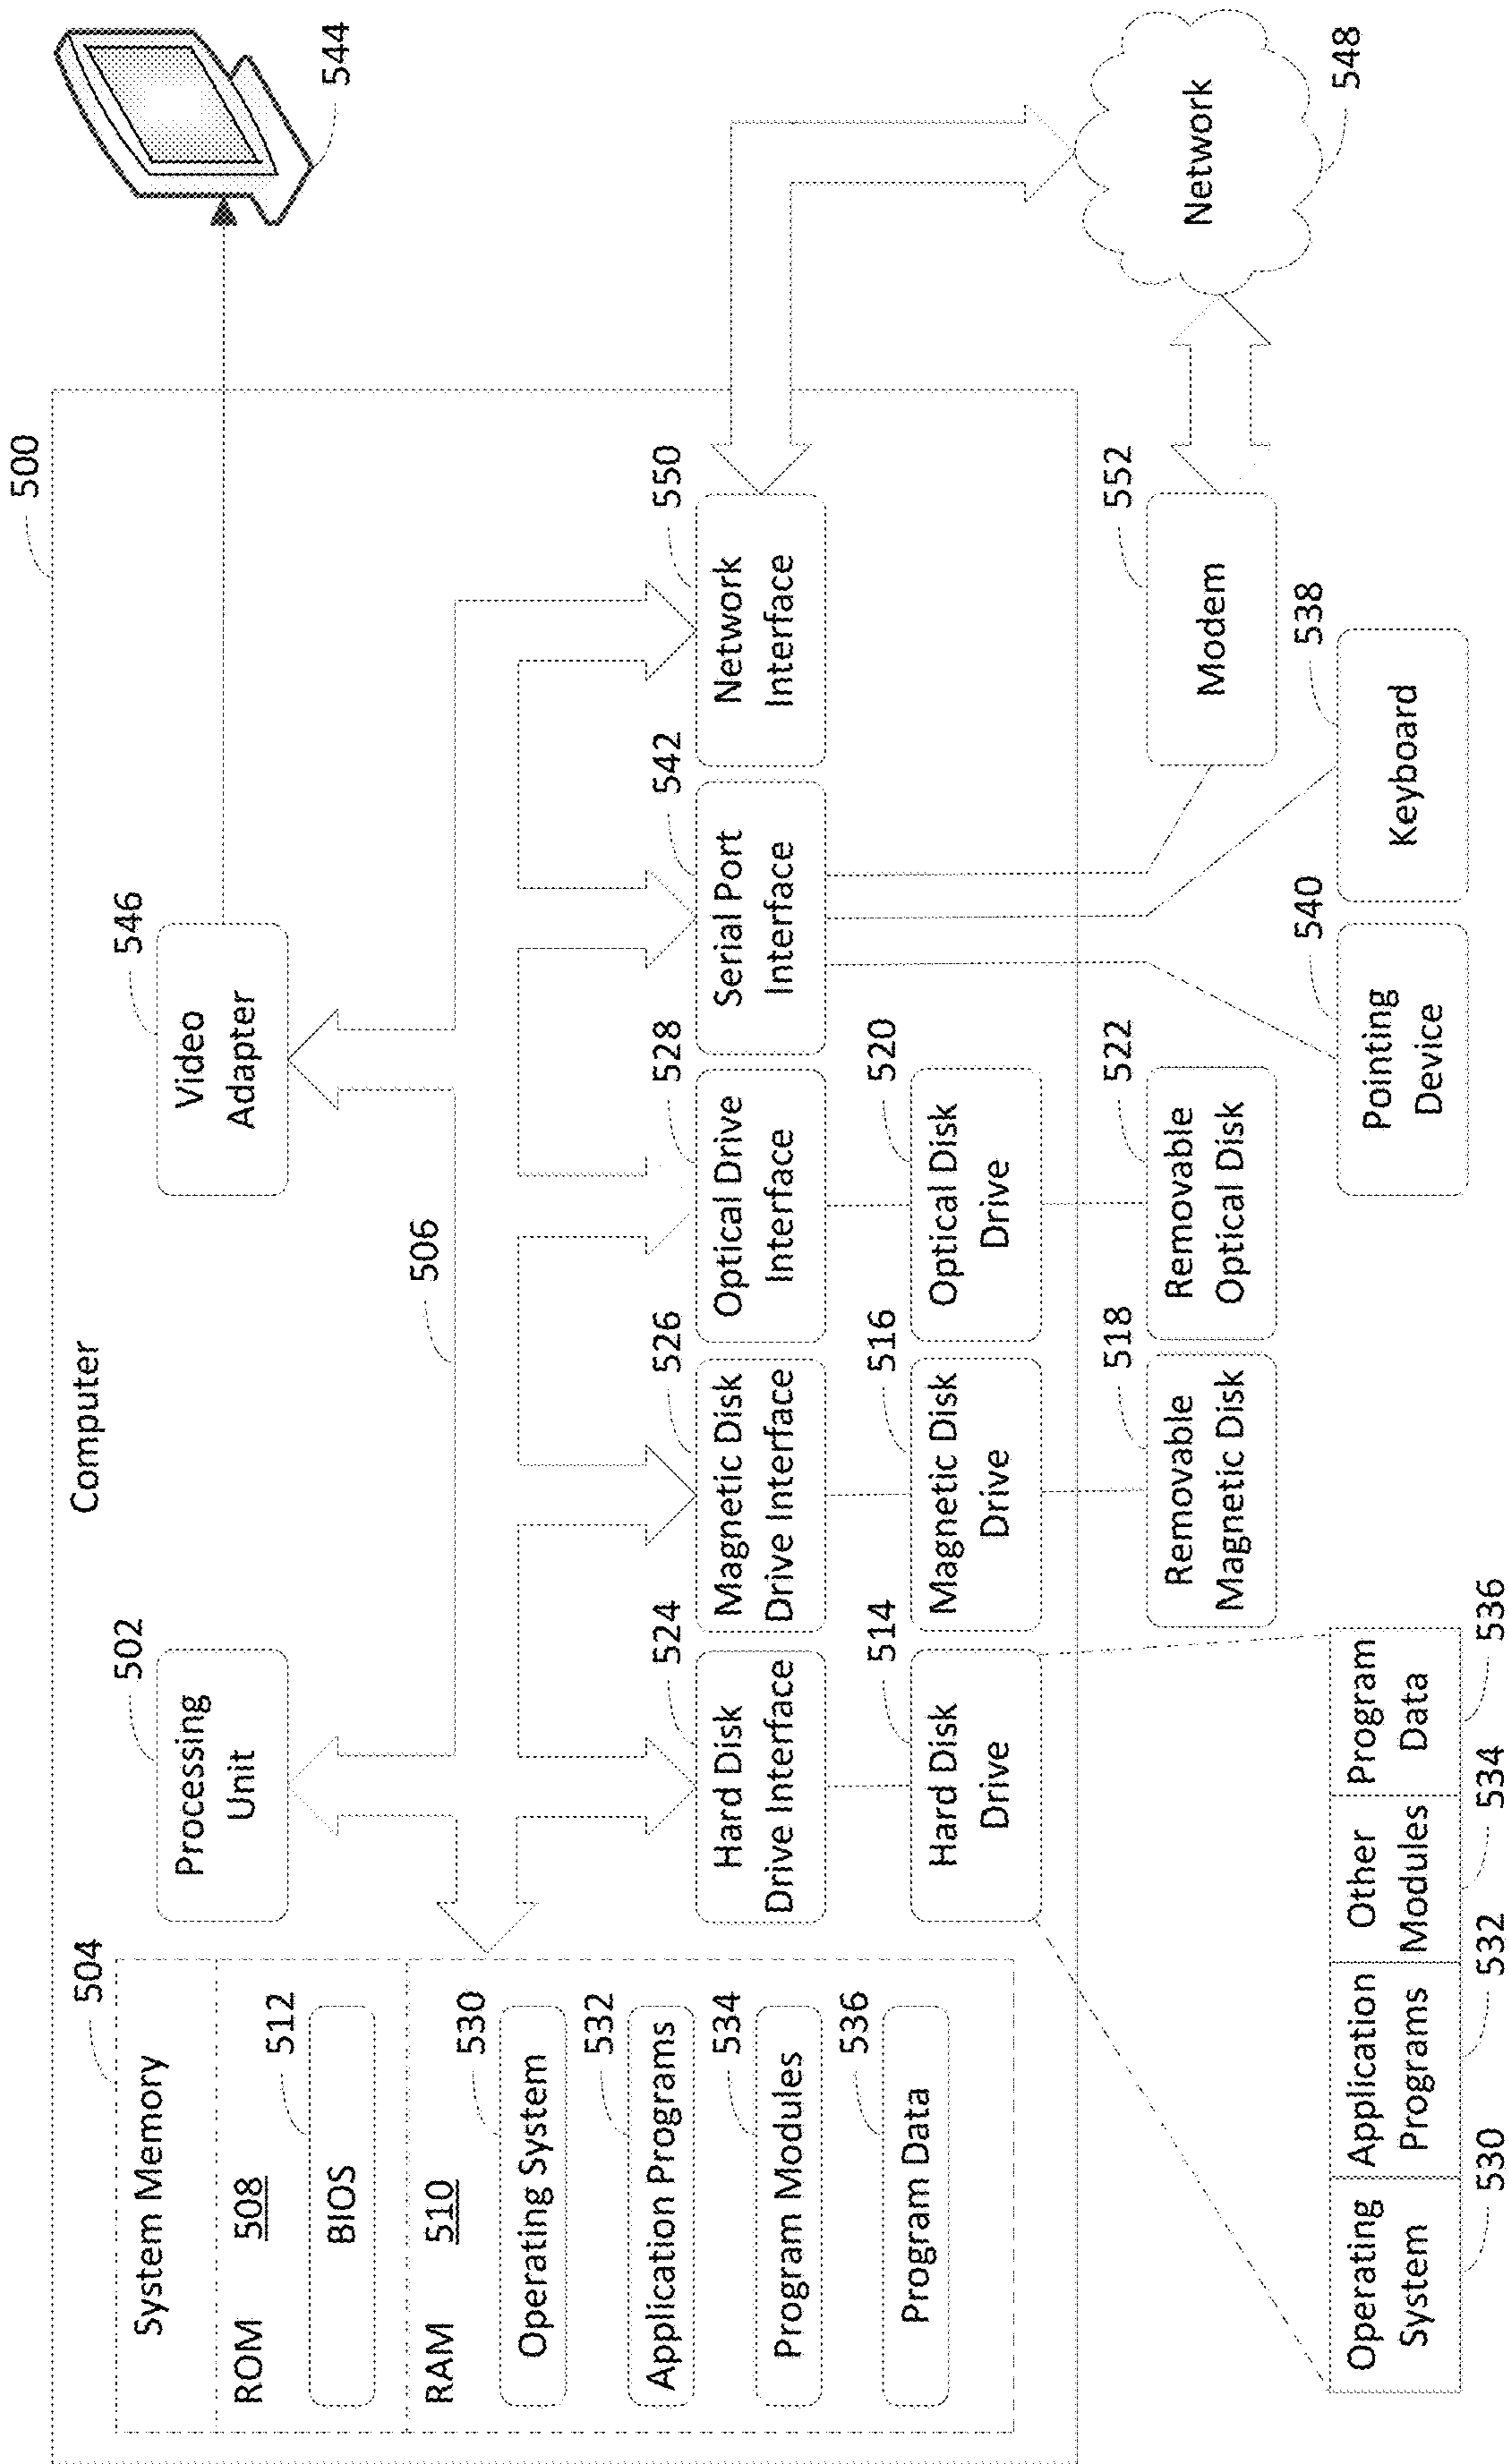 Computer
500
System Memory
504
ROM
508
BIOS
512
RAM
510
Operating System
530
Application Programs
532
Program Modules
534
Program Data
536
Processing
Unit
502
506
Video
Adapter
546
544
Hard Disk
Drive Interface
524
Magnetic Disk
Drive Interface
526
Optical Drive
Interface
528
Serial Port
Interface
542
Network
Interface
550
Hard Disk
Drive
514
Magnetic Disk
Drive
516
Optical Disk
Drive
520
Removable
Magnetic Disk
518
Removable
Optical Disk
522
Modem
552
Network
548
Pointing
Device
540
Keyboard
538
Operating
System
530
Application
Programs
532
Other
Modules
534
Program
Data
536